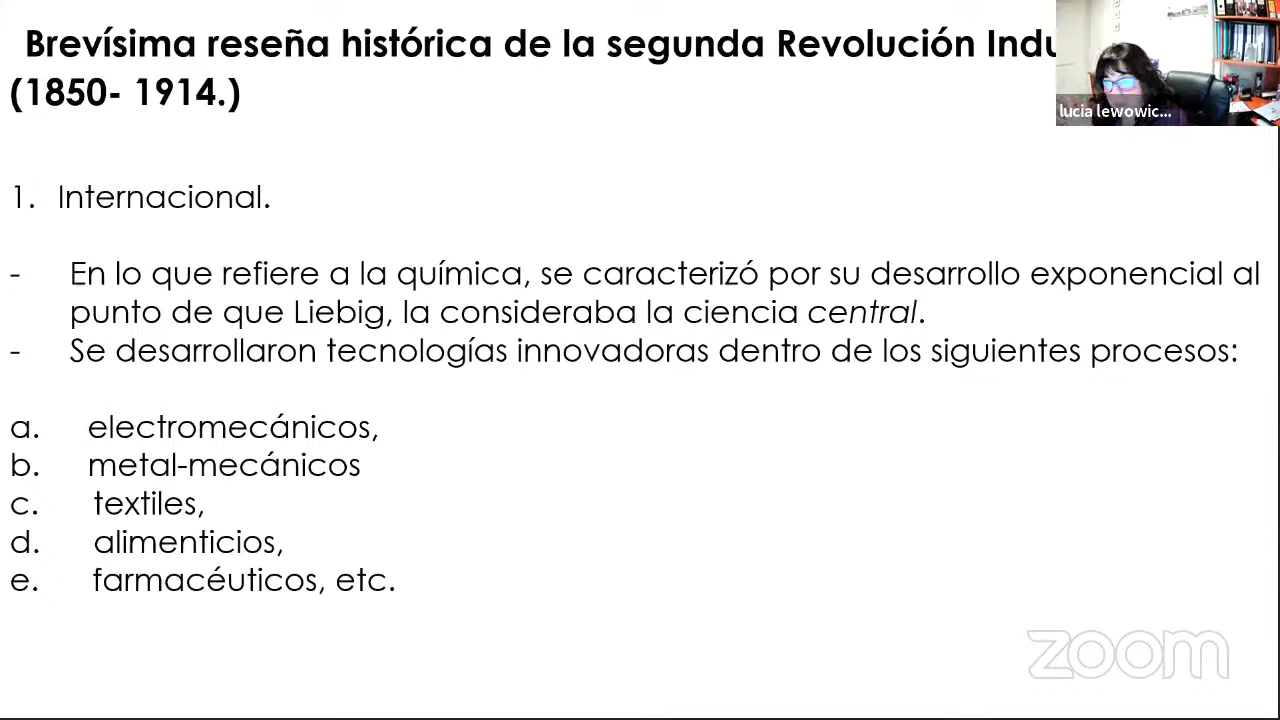 Brevísima reseña histórica de la segunda Revolución Indu
(1850- 1914.)
lucia lewowic...
1. Internacional.
- En lo que refiere a la química, se caracterizó por su desarrollo exponencial al
punto de que Liebig, la consideraba la ciencia central.
- Se desarrollaron tecnologías innovadoras dentro de los siguientes procesos:
a. electromecánicos,
b. metal-mecánicos
c. textiles,
d. alimenticios,
e. farmacéuticos, etc.
zoom